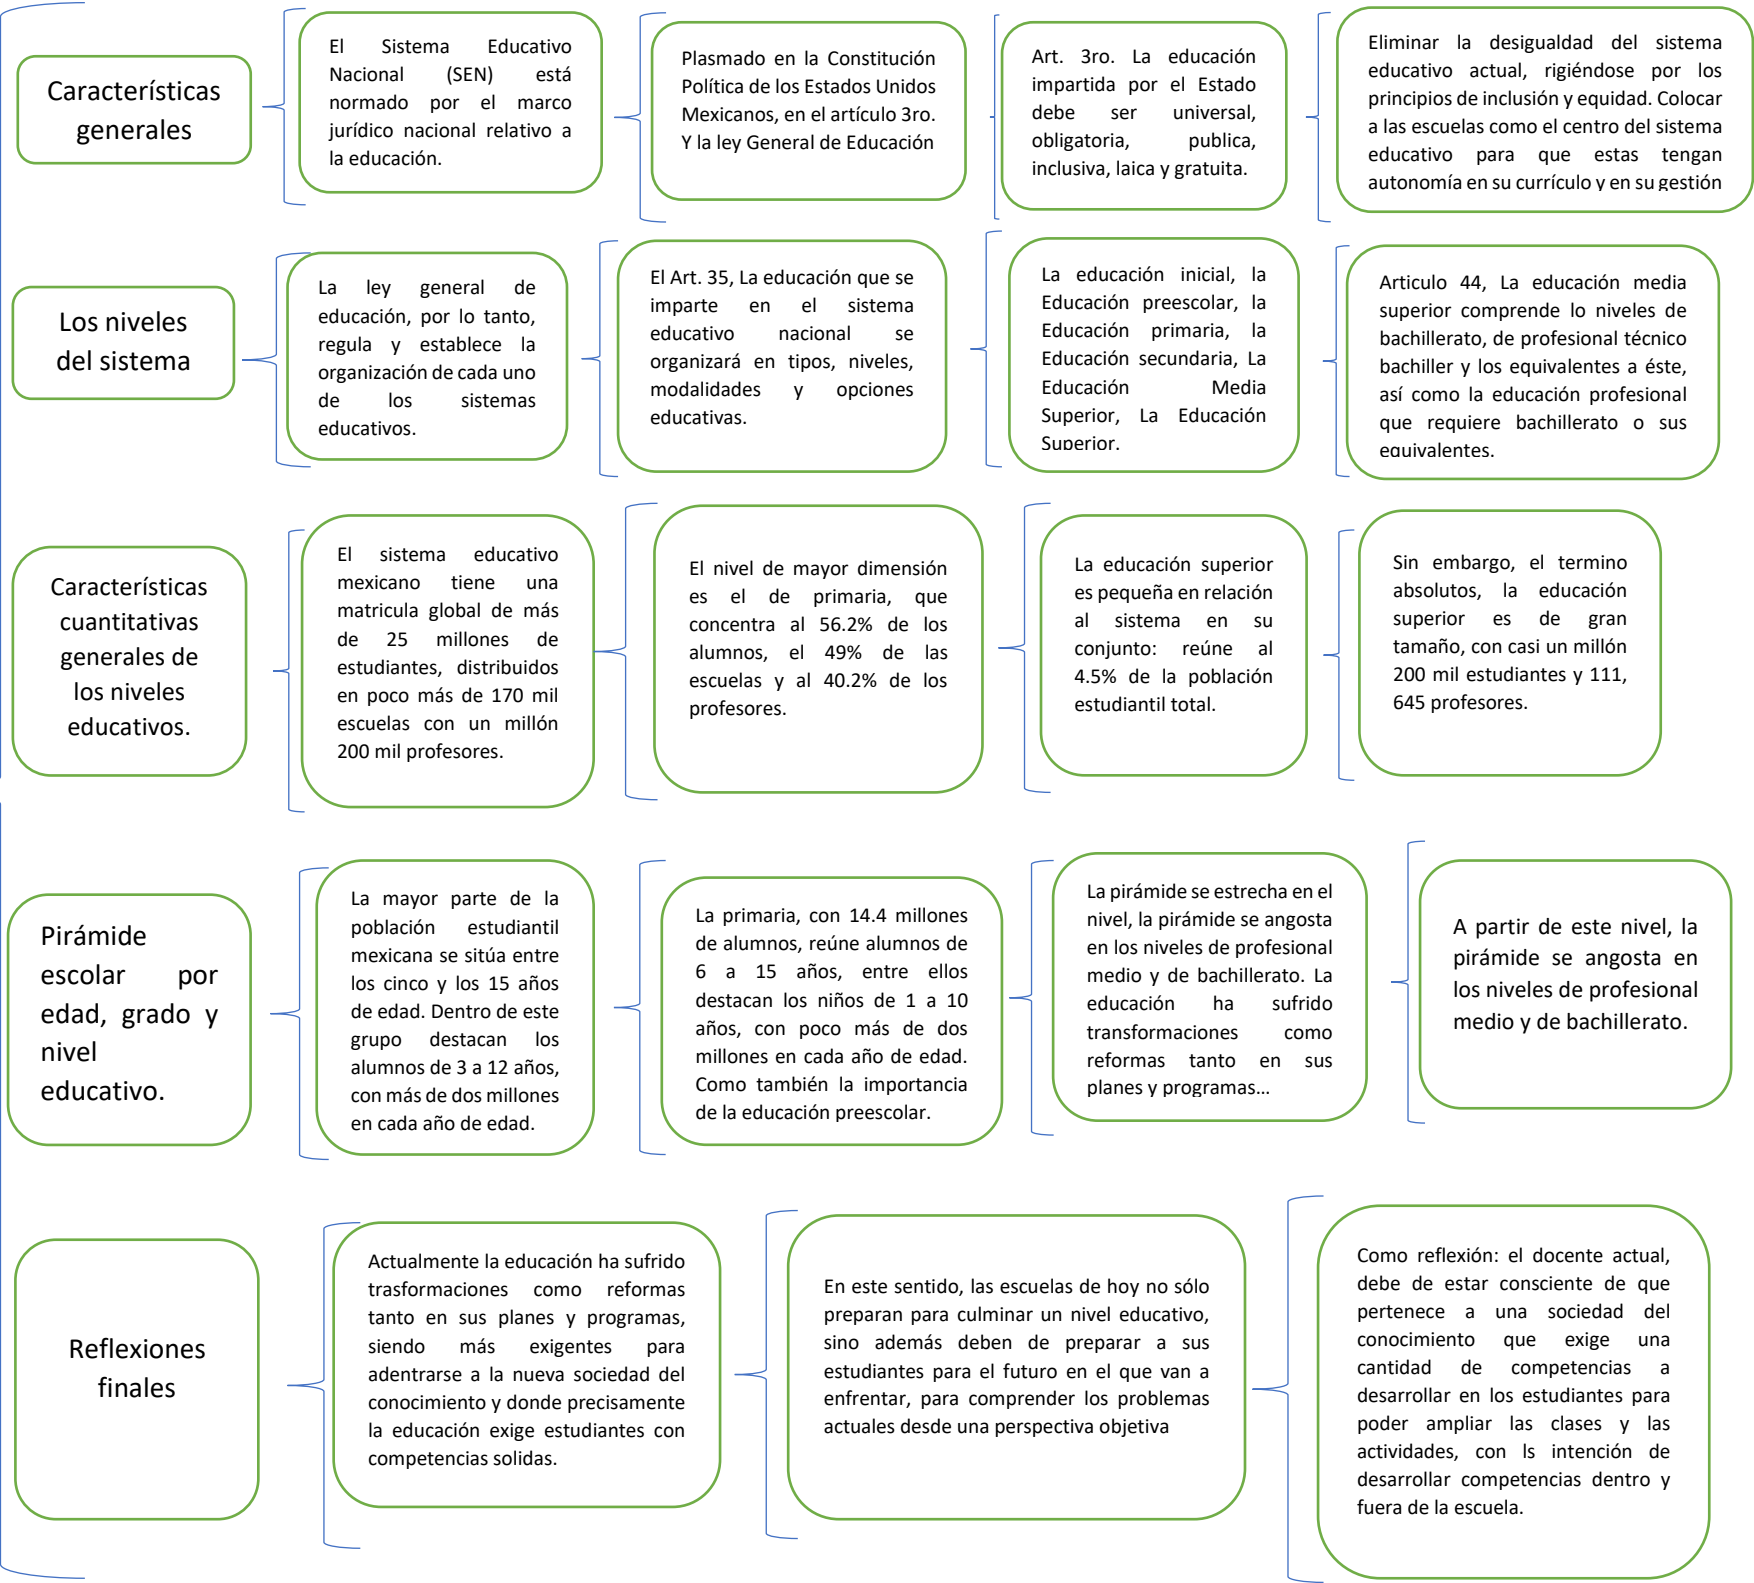 Características
generales
El Sistema Educativo
Nacional (SEN) está
normado por el marco
jurídico nacional relativo a
la educación.
Plasmado en la Constitución
Política de los Estados Unidos
Mexicanos, en el artículo 3ro.
Y la ley General de Educación
Art. 3ro. La educación
impartida por el Estado
debe ser universal,
obligatoria, publica,
inclusiva, laica y gratuita.
Eliminar la desigualdad del sistema
educativo actual, rigiéndose por los
principios de inclusión y equidad. Colocar
a las escuelas como el centro del sistema
educativo para que estas tengan
autonomía en su currículo y en su gestión
Los niveles
del sistema
La ley general de
educación, por lo tanto,
regula y establece la
organización de cada uno
de los sistemas
educativos.
El Art. 35, La educación que se
imparte en el sistema
educativo nacional se
organizará en tipos, niveles,
modalidades y opciones
educativas.
La educación inicial, la
Educación preescolar, la
Educación primaria, la
Educación secundaria, La
Educación Media
Superior, La Educación
Superior.
Articulo 44, La educación media
superior comprende lo niveles de
bachillerato, de profesional técnico
bachiller y los equivalentes a éste,
así como la educación profesional
que requiere bachillerato o sus
equivalentes.
Características
cuantitativas
generales de
los niveles
educativos.
El sistema educativo
mexicano tiene una
matricula global de más
de 25 millones de
estudiantes, distribuidos
en poco más de 170 mil
escuelas con un millón
200 mil profesores.
El nivel de mayor dimensión
es el de primaria, que
concentra al 56.2% de los
alumnos, el 49% de las
escuelas y al 40.2% de los
profesores.
La educación superior
es pequeña en relación
al sistema en su
conjunto: reúne al
4.5% de la población
estudiantil total.
Sin embargo, el termino
absolutos, la educación
superior es de gran
tamaño, con casi un millón
200 mil estudiantes y 111,
645 profesores.
Pirámide
escolar por
edad, grado y
nivel
educativo.
La mayor parte de la
población estudiantil
mexicana se sitúa entre
los cinco y los 15 años
de edad. Dentro de este
grupo destacan los
alumnos de 3 a 12 años,
con más de dos millones
en cada año de edad.
La primaria, con 14.4 millones
de alumnos, reúne alumnos de
6 a 15 años, entre ellos
destacan los niños de 1 a 10
años, con poco más de dos
millones en cada año de edad.
Como también la importancia
de la educación preescolar.
La pirámide se estrecha en el
nivel, la pirámide se angosta
en los niveles de profesional
medio y de bachillerato. La
educación ha sufrido
transformaciones como
reformas tanto en sus
planes y programas...
A partir de este nivel, la
pirámide se angosta en
los niveles de profesional
medio y de bachillerato.
Reflexiones
finales
Actualmente la educación ha sufrido
trasformaciones como reformas
tanto en sus planes y programas,
siendo más exigentes para
adentrarse a la nueva sociedad del
conocimiento y donde precisamente
la educación exige estudiantes con
competencias solidas.
En este sentido, las escuelas de hoy no sólo
preparan para culminar un nivel educativo,
sino además deben de preparar a sus
estudiantes para el futuro en el que van a
enfrentar, para comprender los problemas
actuales desde una perspectiva objetiva
Como reflexión: el docente actual,
debe de estar consciente de que
pertenece a una sociedad del
conocimiento que exige una
cantidad de competencias a
desarrollar en los estudiantes para
poder ampliar las clases y las
actividades, con ls intención de
desarrollar competencias dentro y
fuera de la escuela.